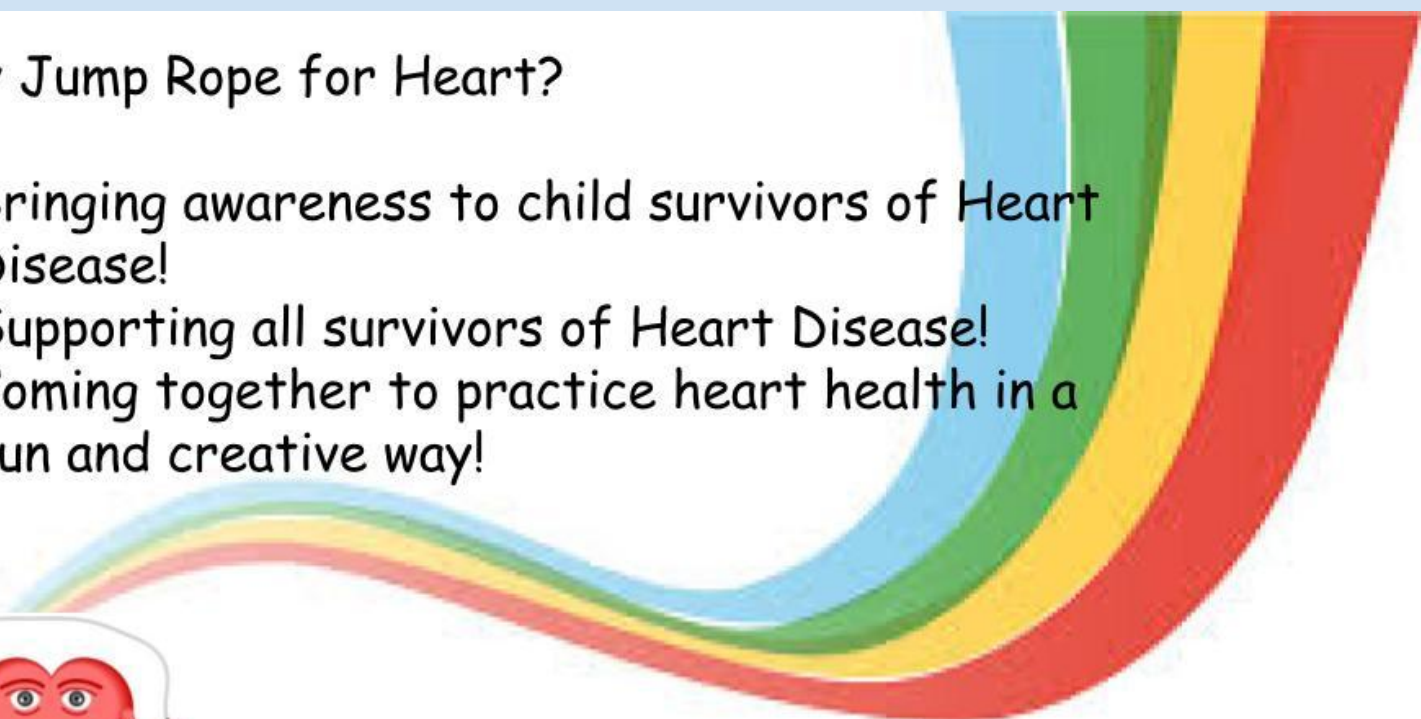 Jump Rope for Heart?
ringing awareness to child survivors of Heart
isease!
upporting all survivors of Heart Disease!
oming together to practice heart health in a
un and creative way!